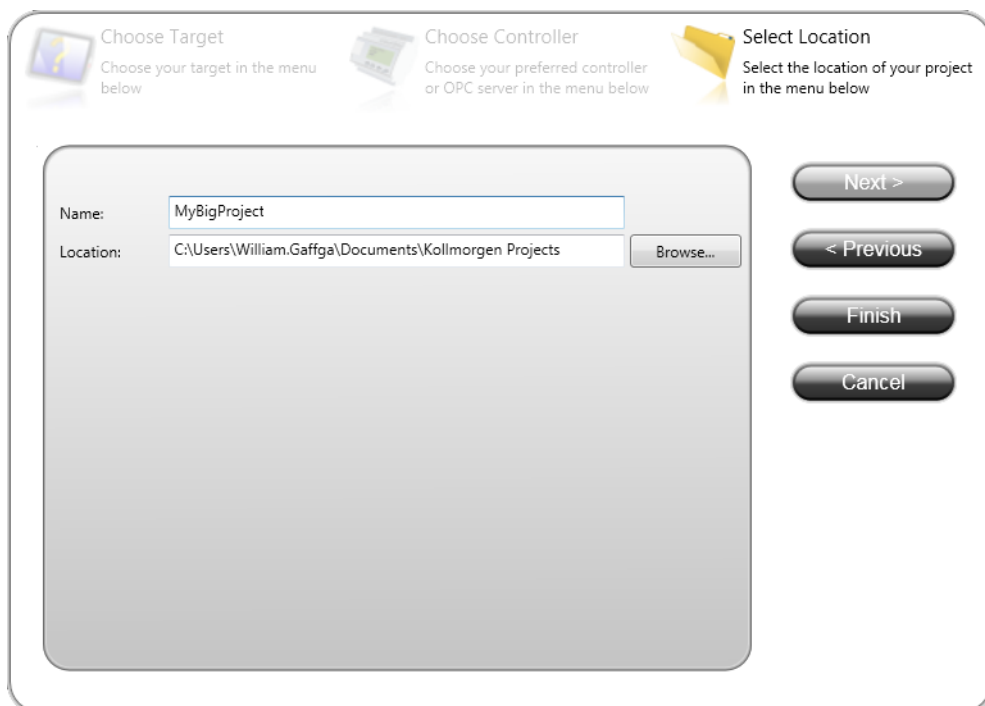 Choose Target
Choose your target in the menu
below
Choose Controller
Choose your preferred controller
or OPC server in the menu below
Select Location
Select the location of your project
in the menu below
Name:
MyBigProject
Location:
C:\Users\William.Gaffga\Documents\Kollmorgen Projects
Browse...
Next >
< Previous
Finish
Cancel